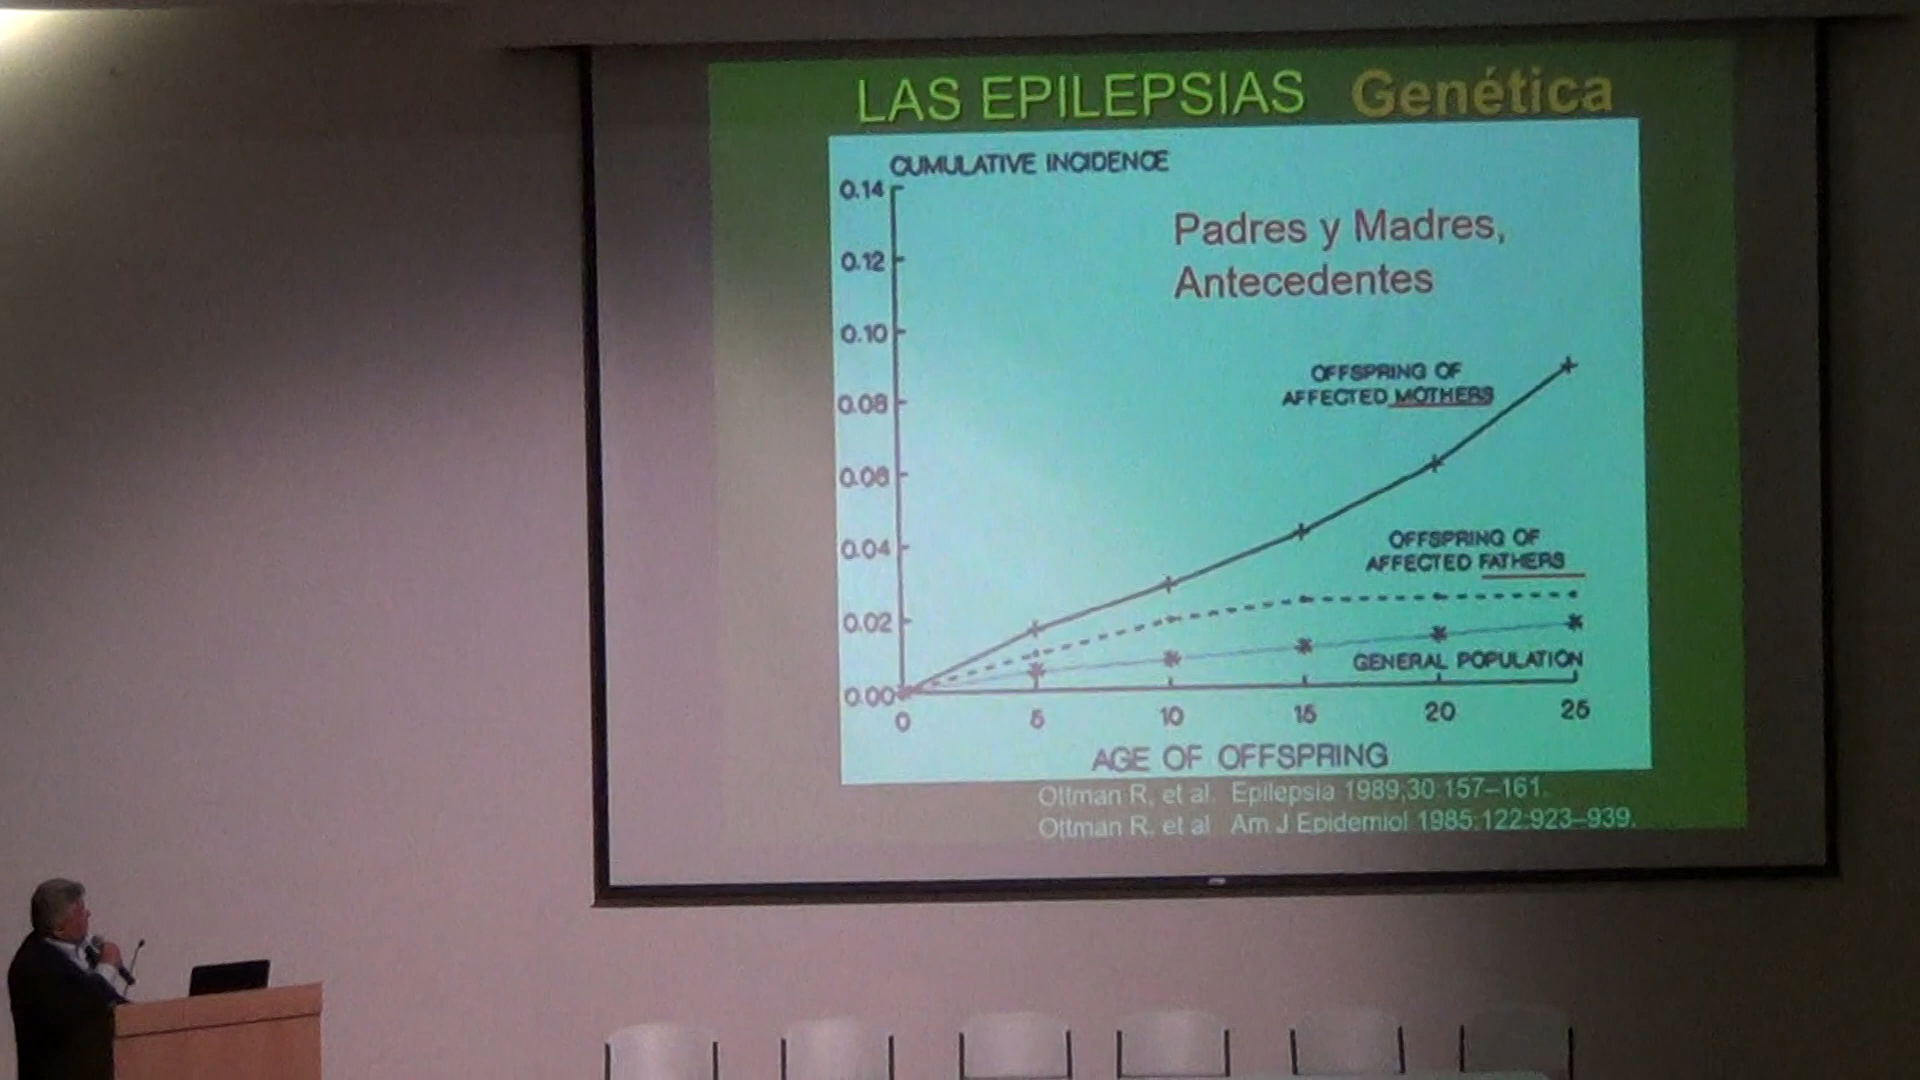 LAS EPILEPSIAS Genética
CUMULATIVE INCIDENCE
0.14
Padres y Madres,
Antecedentes
0.12
0.10
OFFSPRING OF
AFFECTED MOTHERS
0.08
0.06
OFFSPRING OF
AFFECTED FATHERS
0.04
0.02
GENERAL POPULATION
0.00
0 5 10 15 20 25
AGE OF OFFSPRING
Ottman R, et al. Epilepsia 1989;30:157–161.
Ottman R, et al Am J Epidemiol 1985;122:923–939.